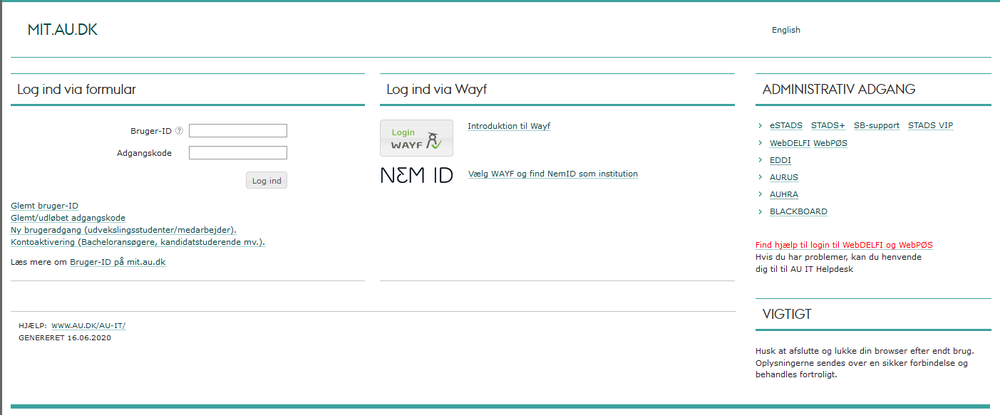 MIT.AU.DK
English
Log ind via formular
Bruger-ID ?
Adgangskode
Log ind
Glemt bruger-ID
Glemt/udløbet adgangskode
Ny brugeradgang (udvekslingsstudenter/medarbejder).
Kontoaktivering (Bacheloransøgere, kandidatstuderende mv.).
Læs mere om Bruger-ID på mit.au.dk
Log ind via Wayf
Login
WAYF
Introduktion til Wayf
NEM ID
Vælg WAYF og find NemID som institution
ADMINISTRATIV ADGANG
eSTADS STADS+ SB-support STADS VIP
WebDELFI WebPØS
EDDI
AURUS
AUHRA
BLACKBOARD
Find hjælp til login til WebDELFI og WebPØS
Hvis du har problemer, kan du henvende
dig til til AU IT Helpdesk
VIGTIGT
Husk at afslutte og lukke din browser efter endt brug.
Oplysningerne sendes over en sikker forbindelse og
behandles fortroligt.
HJÆLP: WWW.AU.DK/AU-IT/
GENERERET 16.06.2020